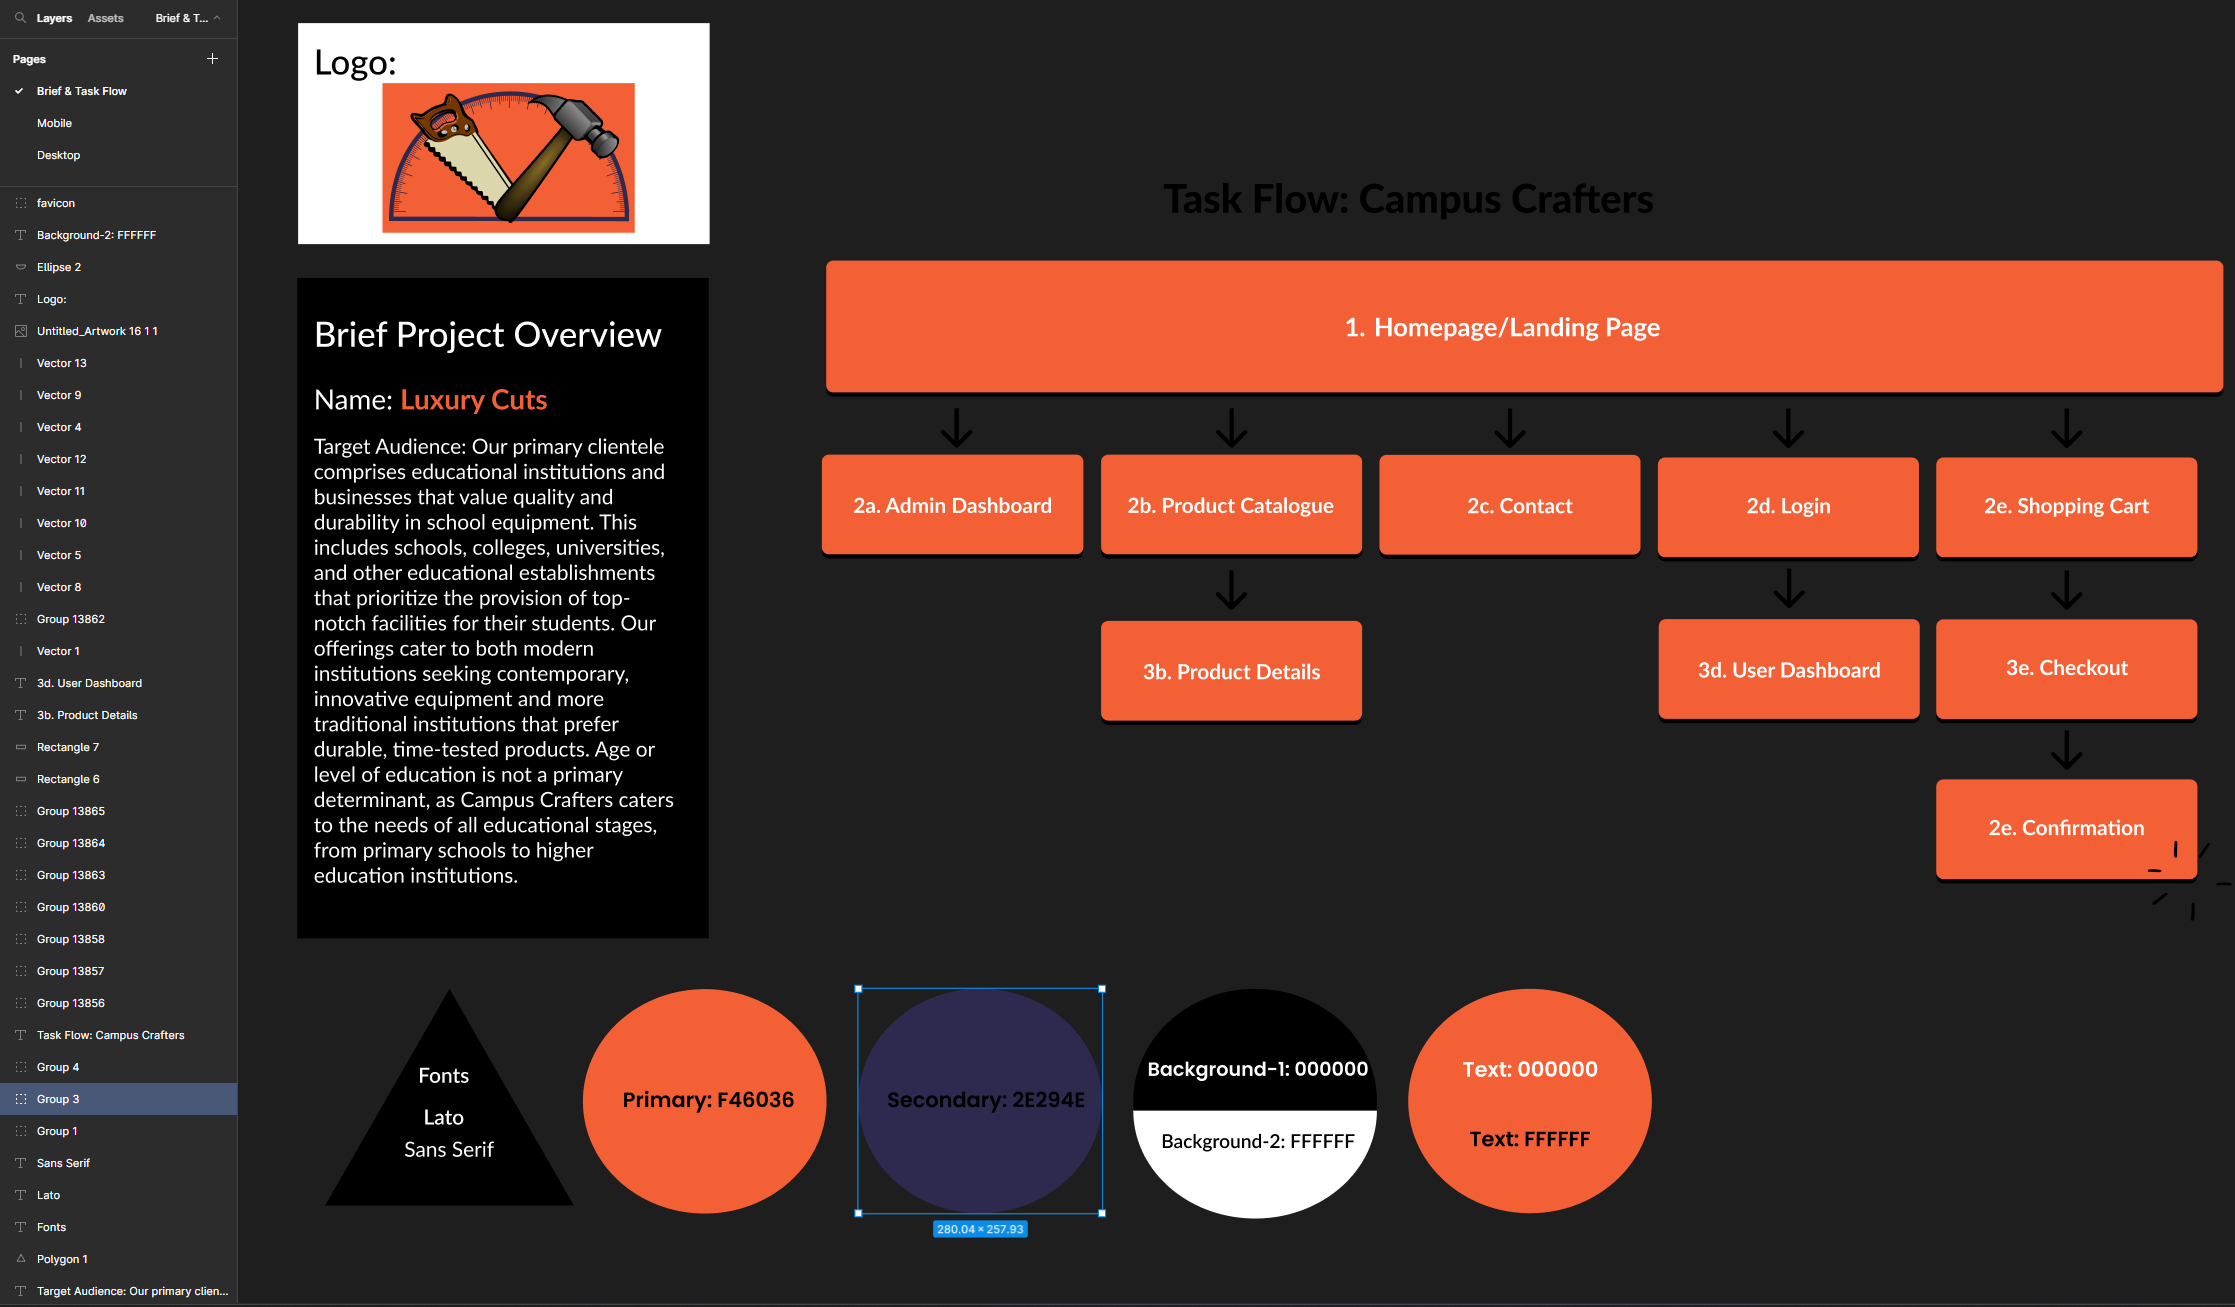 Layers
Assets
Brief & T...
Pages
Brief & Task Flow
Mobile
Desktop
favicon
Background-2: FFFFFF
Ellipse 2
Logo:
Untitled_Artwork 16 1 1
Vector 13
Vector 9
Vector 4
Vector 12
Vector 11
Vector 10
Vector 5
Vector 8
Group 13862
Vector 1
3d. User Dashboard
3b. Product Details
Rectangle 7
Rectangle 6
Group 13865
Group 13864
Group 13863
Group 13860
Group 13858
Group 13857
Group 13856
Task Flow: Campus Crafters
Group 4
Group 3
Group 1
Sans Serif
Lato
Fonts
Polygon 1
Target Audience: Our primary clien...
Logo:
Brief Project Overview
Name: Luxury Cuts
Target Audience: Our primary clientele
comprises educational institutions and
businesses that value quality and
durability in school equipment. This
includes schools, colleges, universities,
and other educational establishments
that prioritize the provision of top-
notch facilities for their students. Our
offerings cater to both modern
institutions seeking contemporary,
innovative equipment and more
traditional institutions that prefer
durable, time-tested products. Age or
level of education is not a primary
determinant, as Campus Crafters caters
to the needs of all educational stages,
from primary schools to higher
education institutions.
Task Flow: Campus Crafters
1. Homepage/Landing Page
2a. Admin Dashboard
2b. Product Catalogue
2c. Contact
2d. Login
2e. Shopping Cart
3b. Product Details
3d. User Dashboard
3e. Checkout
2e. Confirmation
Fonts
Lato
Sans Serif
Primary: F46036
Secondary: 2E294E
280.04 × 257.93
Background-1: 000000
Background-2: FFFFFF
Text: 000000
Text: FFFFFF